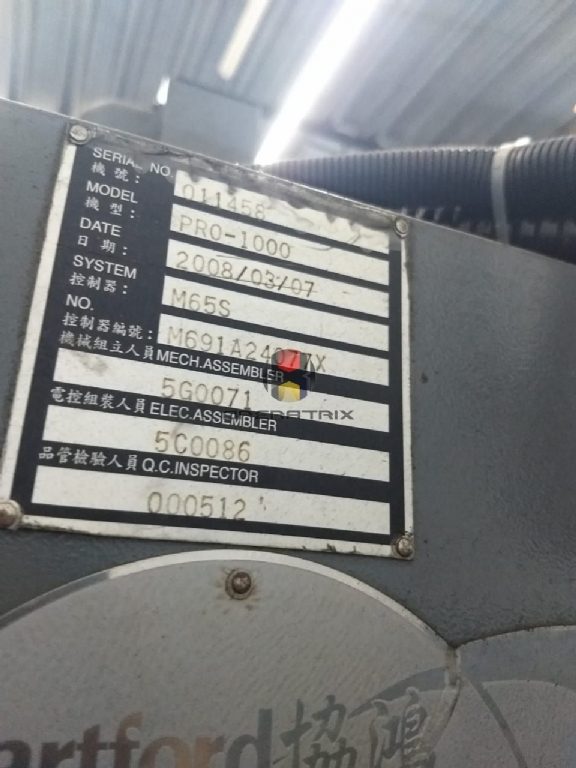 SERIAL NO.
機號: 011458
MODEL
機型: PRO-1000
DATE
日期: 2008/03/07
SYSTEM
控制器: M65S
NO.
控制器編號:
機械組立人員 MECH.ASSEMBLER
5G0071
電控組裝人員 ELEC.ASSEMBLER
5C0086
品管檢驗人員 Q.C.INSPECTOR
000512
artford 協鴻